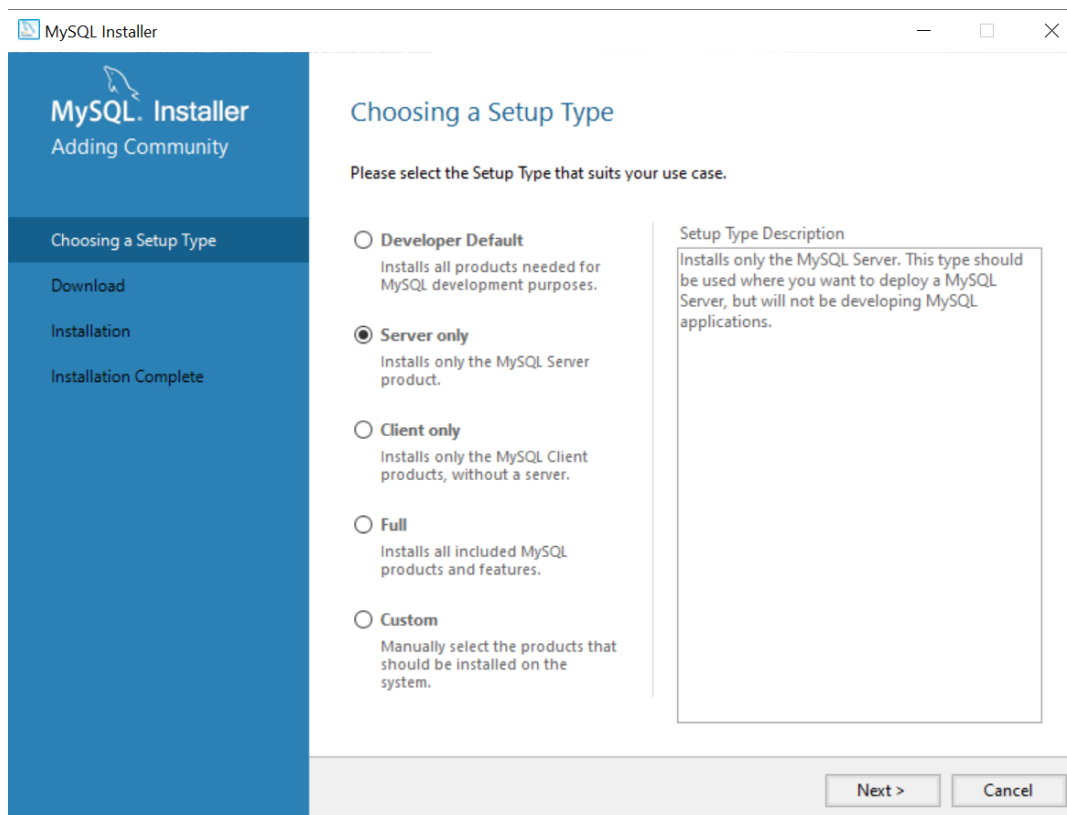 MySQL Installer
MySQL. Installer
Adding Community
Choosing a Setup Type
Download
Installation
Installation Complete
Choosing a Setup Type
Please select the Setup Type that suits your use case.
Developer Default
Installs all products needed for
MySQL development purposes.
Server only
Installs only the MySQL Server
product.
Client only
Installs only the MySQL Client
products, without a server.
Full
Installs all included MySQL
products and features.
Custom
Manually select the products that
should be installed on the
system.
Setup Type Description
Installs only the MySQL Server. This type should
be used where you want to deploy a MySQL
Server, but will not be developing MySQL
applications.
Next >
Cancel